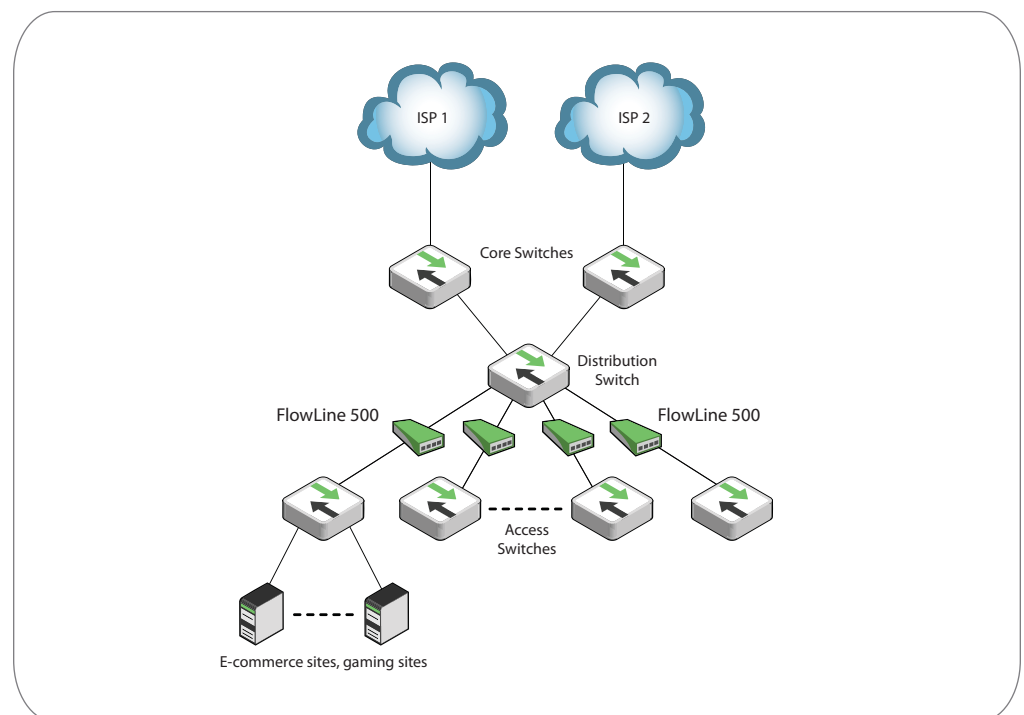 ISP 1
ISP 2
Core Switches
Distribution
Switch
FlowLine 500
FlowLine 500
Access
Switches
E-commerce sites, gaming sites